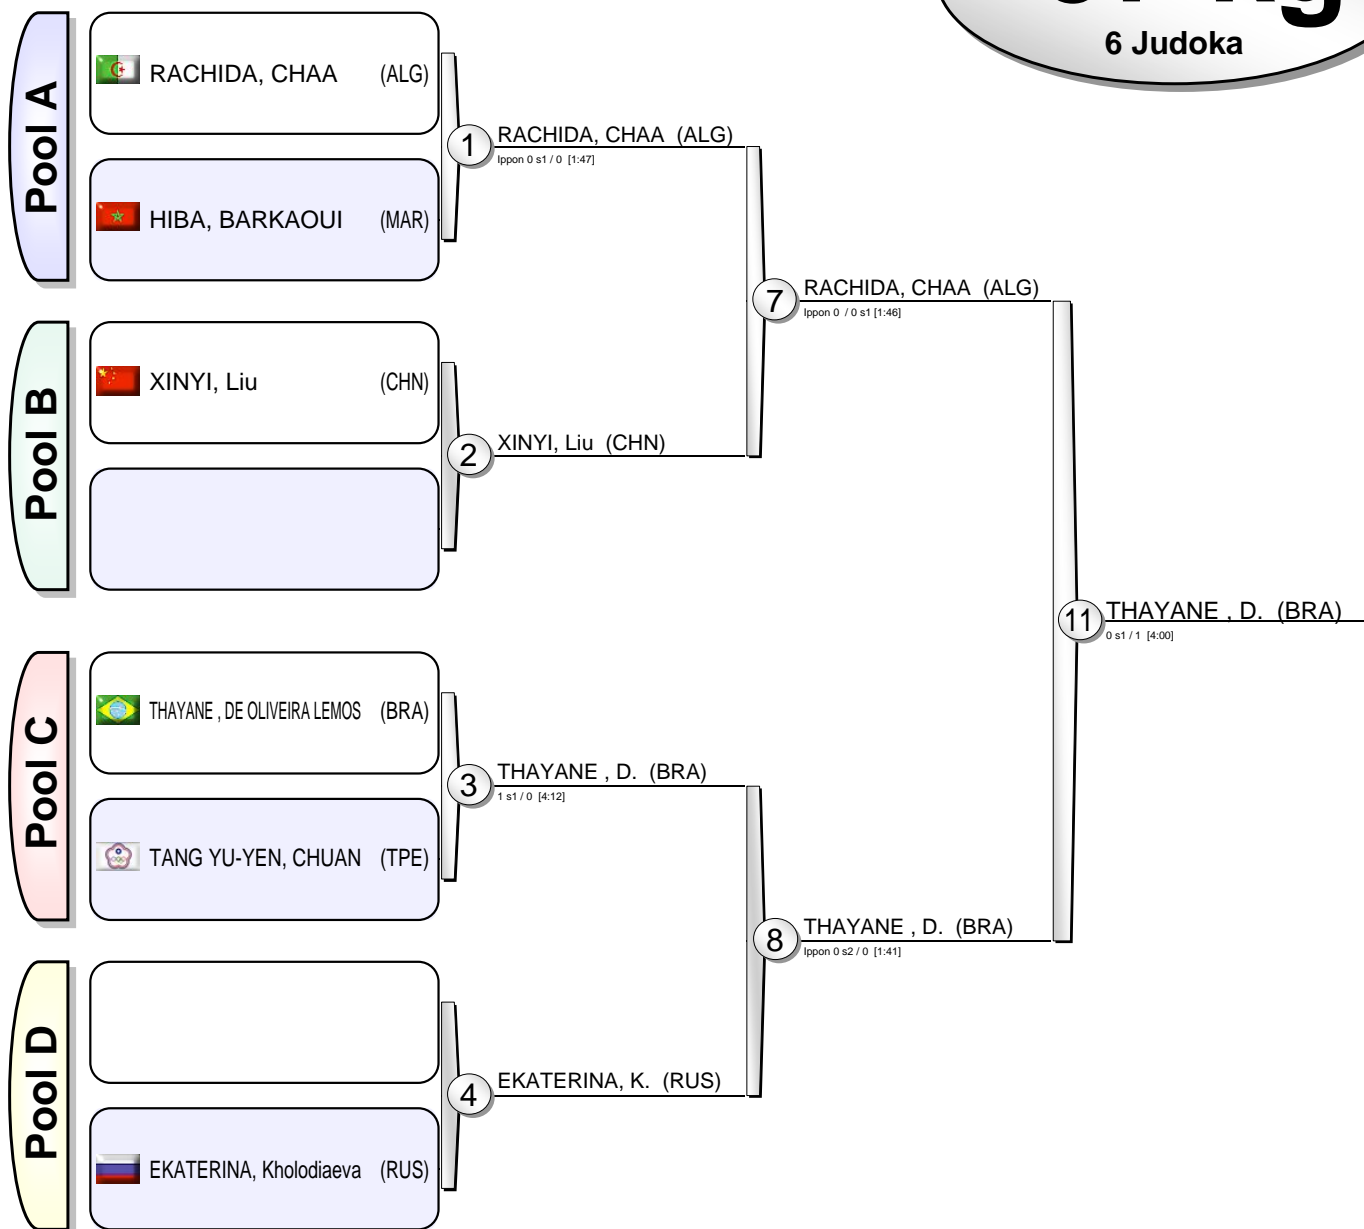 6 Judoka
Pool A
RACHIDA, CHAA (ALG)
HIBA, BARKAOUI (MAR)
1
RACHIDA, CHAA (ALG)
Ippon 0 s1 / 0 [1:47]
Pool B
XINYI, Liu (CHN)
2
XINYI, Liu (CHN)
7
RACHIDA, CHAA (ALG)
Ippon 0 / 0 s1 [1:46]
Pool C
THAYANE , DE OLIVEIRA LEMOS (BRA)
TANG YU-YEN, CHUAN (TPE)
3
THAYANE , D. (BRA)
1 s1 / 0 [4:12]
Pool D
EKATERINA, Kholodiaeva (RUS)
4
EKATERINA, K. (RUS)
8
THAYANE , D. (BRA)
Ippon 0 s2 / 0 [1:41]
11
THAYANE , D. (BRA)
0 s1 / 1 [4:00]